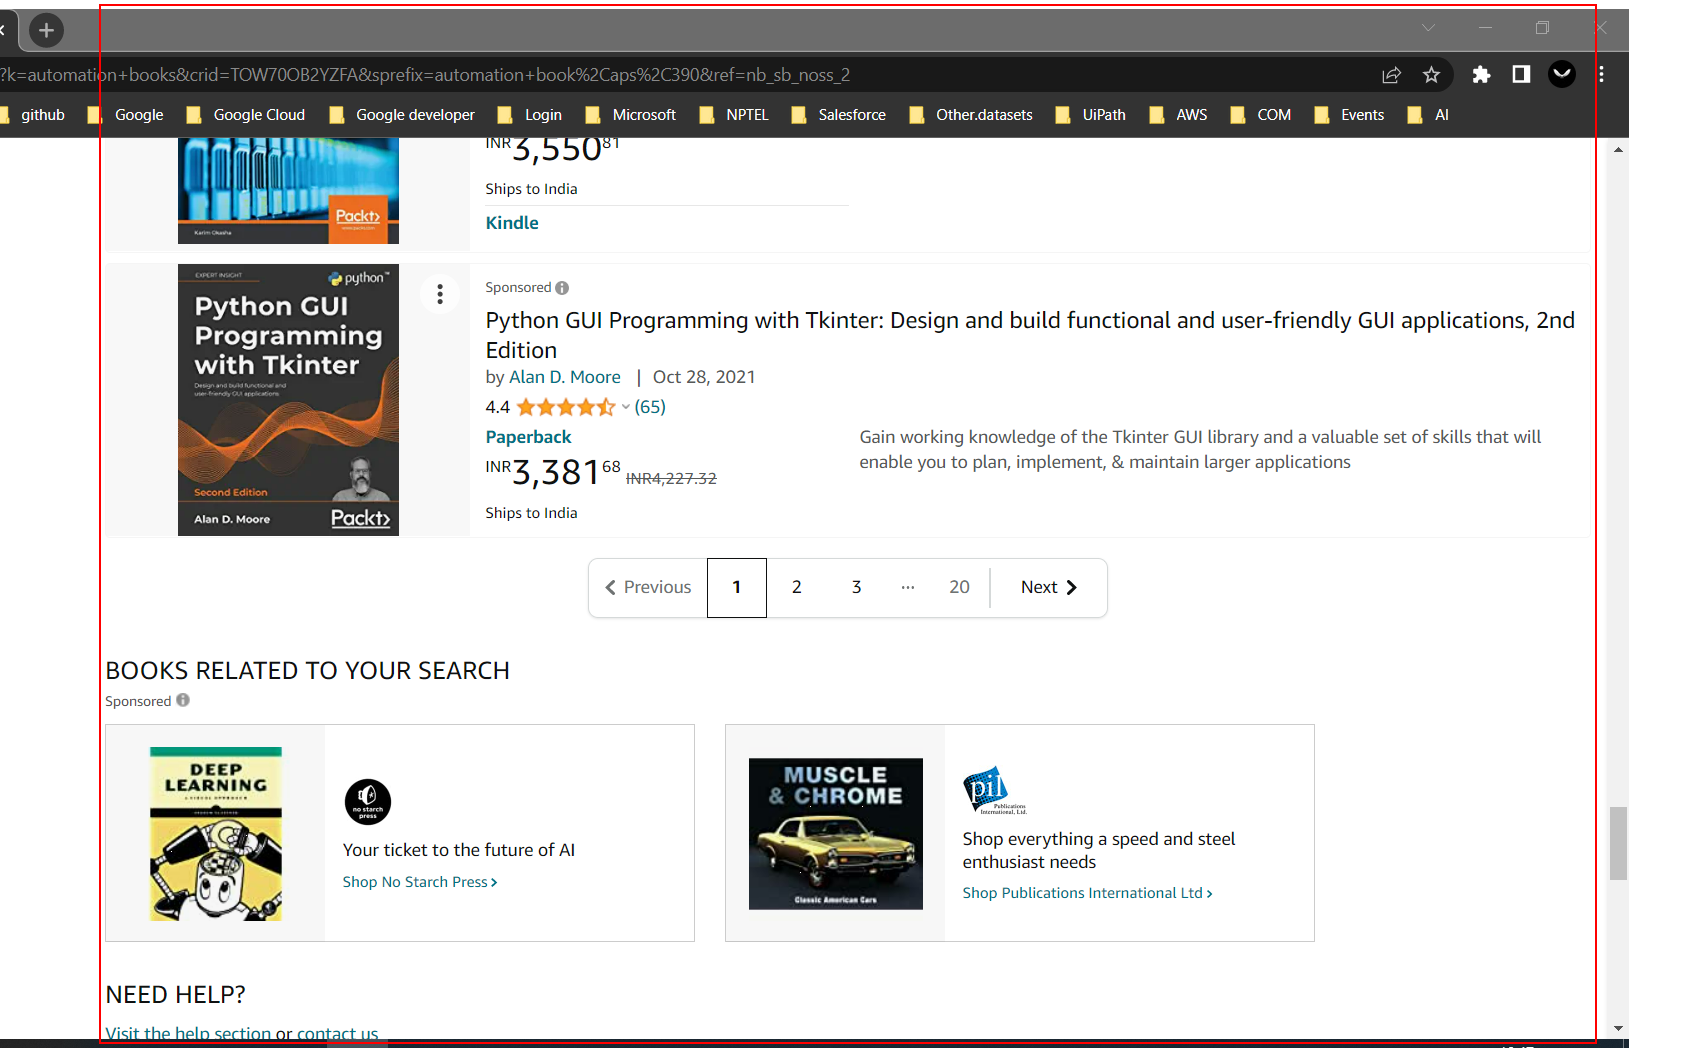 ?k=automation+books&crid=TOW70OB2YZFA&sprefix=automation+book%2Caps%2C390&ref=nb_sb_noss_2
github Google Google Cloud Google developer Login Microsoft NPTEL Salesforce Other.datasets UiPath AWS COM Events AI
INR3,55081
Ships to India
Kindle
Packt>
Karim Okasha
EXPERT INSIGHT
python™
Python GUI
Programming
with Tkinter
Design and build functional and
user-friendly GUI applications
Second Edition
Alan D. Moore
Packt>
Sponsored
Python GUI Programming with Tkinter: Design and build functional and user-friendly GUI applications, 2nd
Edition
by Alan D. Moore | Oct 28, 2021
4.4 (65)
Paperback
INR3,38168 INR4,227.32
Ships to India
Gain working knowledge of the Tkinter GUI library and a valuable set of skills that will
enable you to plan, implement, & maintain larger applications
Previous 1 2 3 ... 20 Next
BOOKS RELATED TO YOUR SEARCH
Sponsored
DEEP
LEARNING
A VISUAL APPROACH
no starch
press
Your ticket to the future of AI
Shop No Starch Press
MUSCLE
& CHROME
Classic American Cars
pil
Publications
International, Ltd.
Shop everything a speed and steel
enthusiast needs
Shop Publications International Ltd
NEED HELP?
Visit the help section or contact us